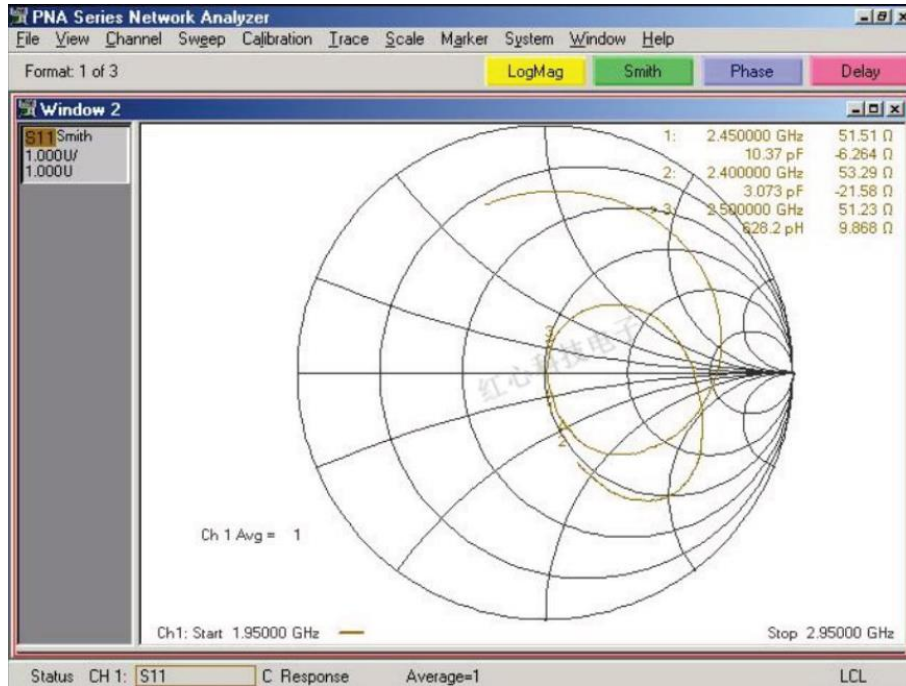 PNA Series Network Analyzer
File View Channel Sweep Calibration Trace Scale Marker System Window Help
Format: 1 of 3 LogMag Smith Phase Delay
Window 2
S11 Smith
1.000U/
1.000U
1: 2.450000 GHz 51.51 Ω
10.37 pF -6.264 Ω
2: 2.400000 GHz 53.29 Ω
3.073 pF -21.58 Ω
> 3: 2.500000 GHz 51.23 Ω
628.2 pH 9.868 Ω
3
2
红心科技电子
Ch 1 Avg = 1
Ch1: Start 1.95000 GHz Stop 2.95000 GHz
Status CH 1: S11 C Response Average=1 LCL